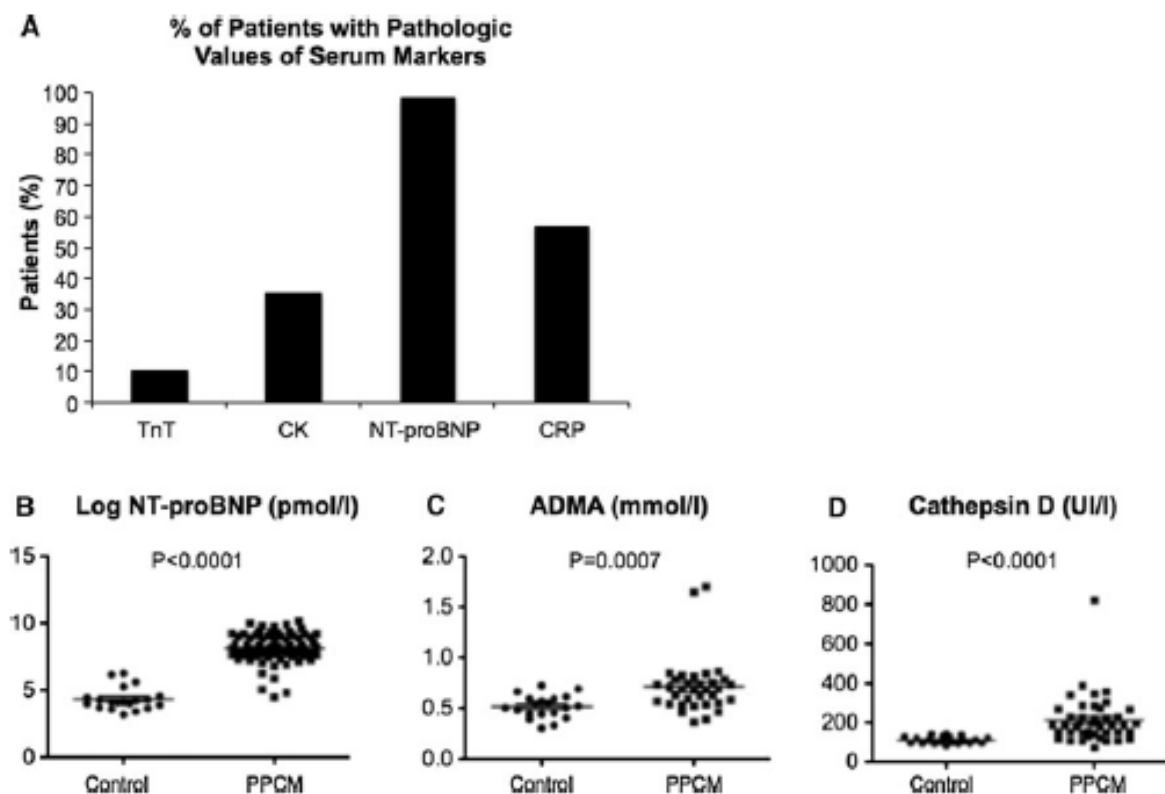 A
% of Patients with Pathologic
Values of Serum Markers
Patients (%)
100
90
80
70
60
50
40
30
20
10
0
TnT CK NT-proBNP CRP
B Log NT-proBNP (pmol/l)
P<0.0001
15
10
5
0
Control PPCM
C ADMA (mmol/l)
P=0.0007
2.0
1.5
1.0
0.5
0.0
Control PPCM
D Cathepsin D (UI/l)
P<0.0001
1000
800
600
400
200
0
Control PPCM